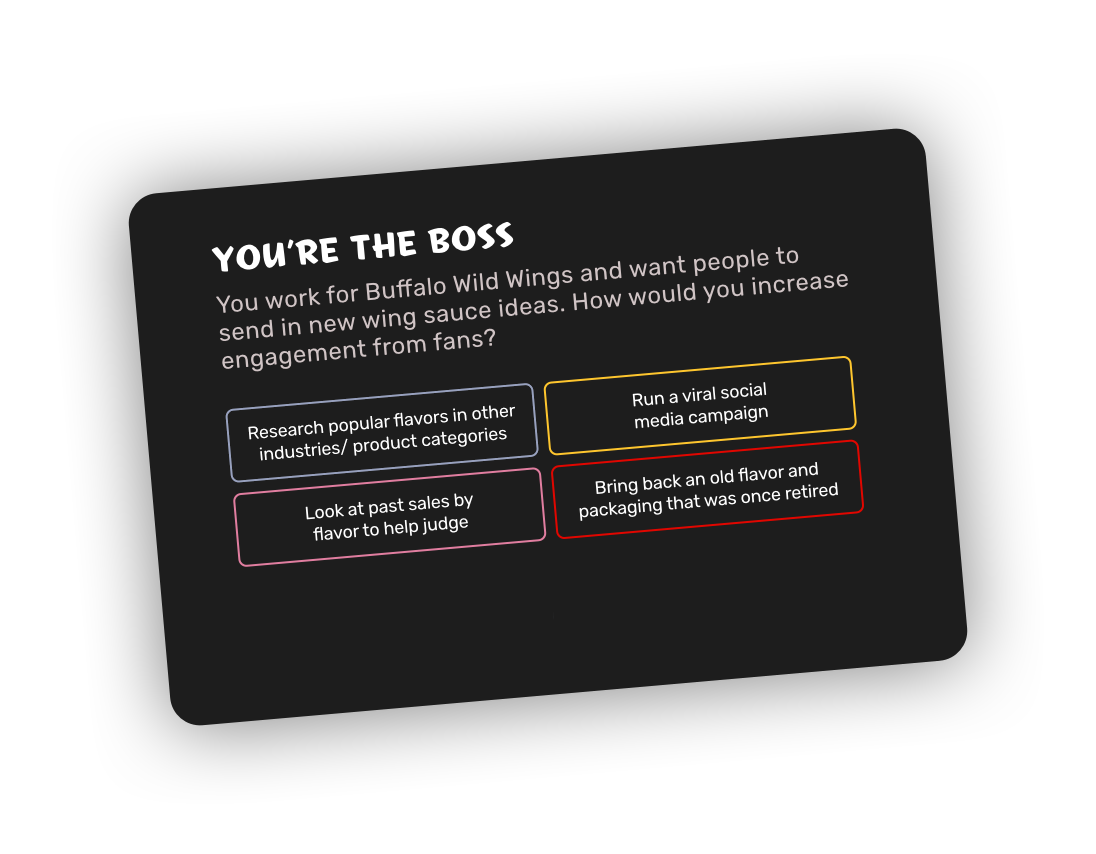 YOU'RE THE BOSS
You work for Buffalo Wild Wings and want people to
send in new wing sauce ideas. How would you increase
engagement from fans?
Research popular flavors in other
industries/ product categories
Run a viral social
media campaign
Look at past sales by
flavor to help judge
Bring back an old flavor and
packaging that was once retired